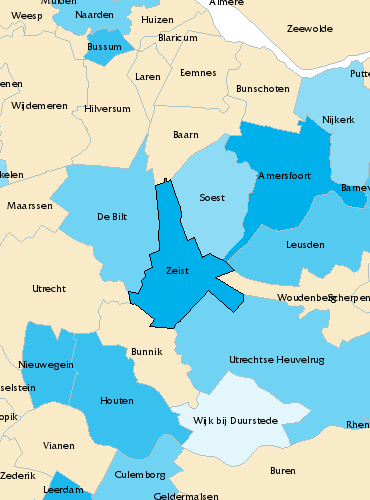 Muiden
Almere
Weesp
Naarden
Huizen
Zeewolde
Blaricum
Bussum
Eemnes
Putte
Laren
enen
Bunschoten
Wijdemeren
Hilversum
Nijkerk
Baarn
kelen
Amersfoort
Barnev
Soest
Maarssen
De Bilt
Leusden
Zeist
Utrecht
Woudenberg
Scherpen
Bunnik
Utrechtse Heuvelrug
Nieuwegein
sselstein
Houten
opik
Wijk bij Duurstede
Rhen
Vianen
Zederik
Culemborg
Buren
Leerdam
Geldermalsen